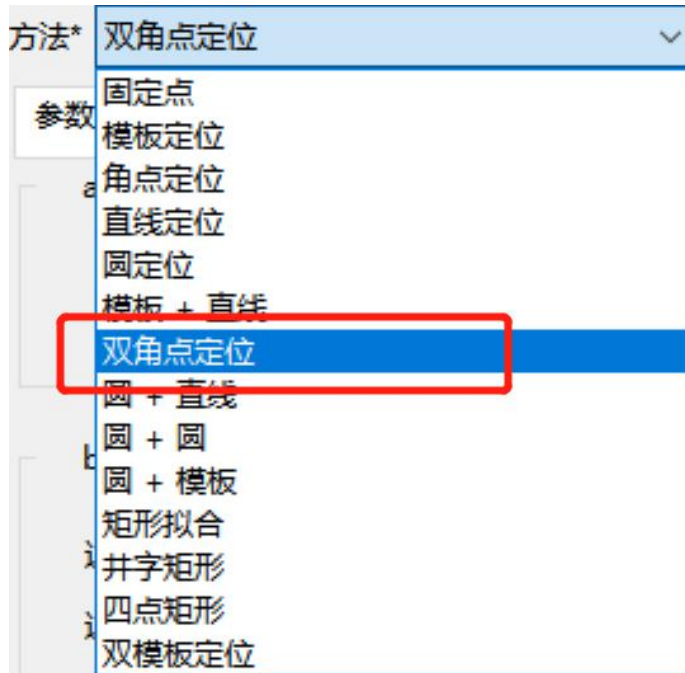 方法* 双角点定位
固定点
参数
模板定位
a 角点定位
直线定位
圆定位
模板 + 直线
双角点定位
圆 + 直线
b 圆 + 圆
圆 + 模板
矩形拟合
井字矩形
四点矩形
双模板定位